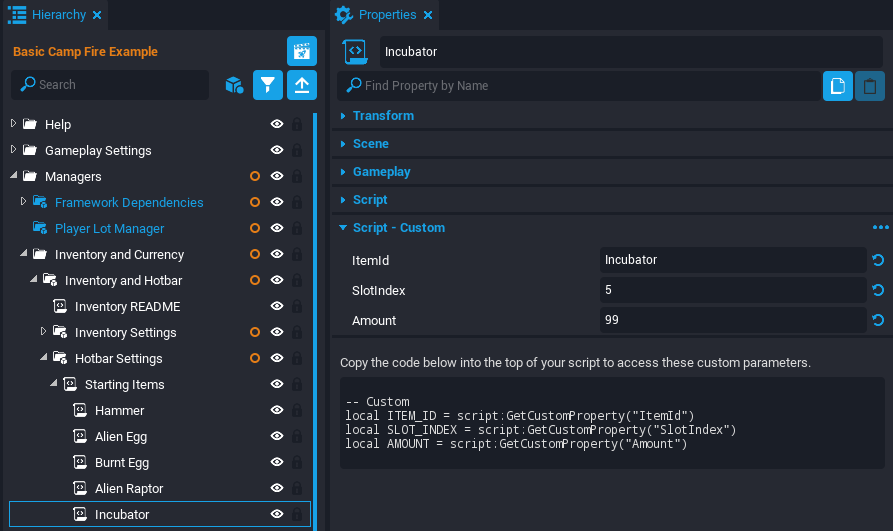 Hierarchy
Basic Camp Fire Example
Search
Help
Gameplay Settings
Managers
Framework Dependencies
Player Lot Manager
Inventory and Currency
Inventory and Hotbar
Inventory README
Inventory Settings
Hotbar Settings
Starting Items
Hammer
Alien Egg
Burnt Egg
Alien Raptor
Incubator
Properties
Incubator
Find Property by Name
Transform
Scene
Gameplay
Script
Script - Custom
ItemId Incubator
SlotIndex 5
Amount 99
Copy the code below into the top of your script to access these custom parameters.
-- Custom
local ITEM_ID = script:GetCustomProperty("ItemId")
local SLOT_INDEX = script:GetCustomProperty("SlotIndex")
local AMOUNT = script:GetCustomProperty("Amount")